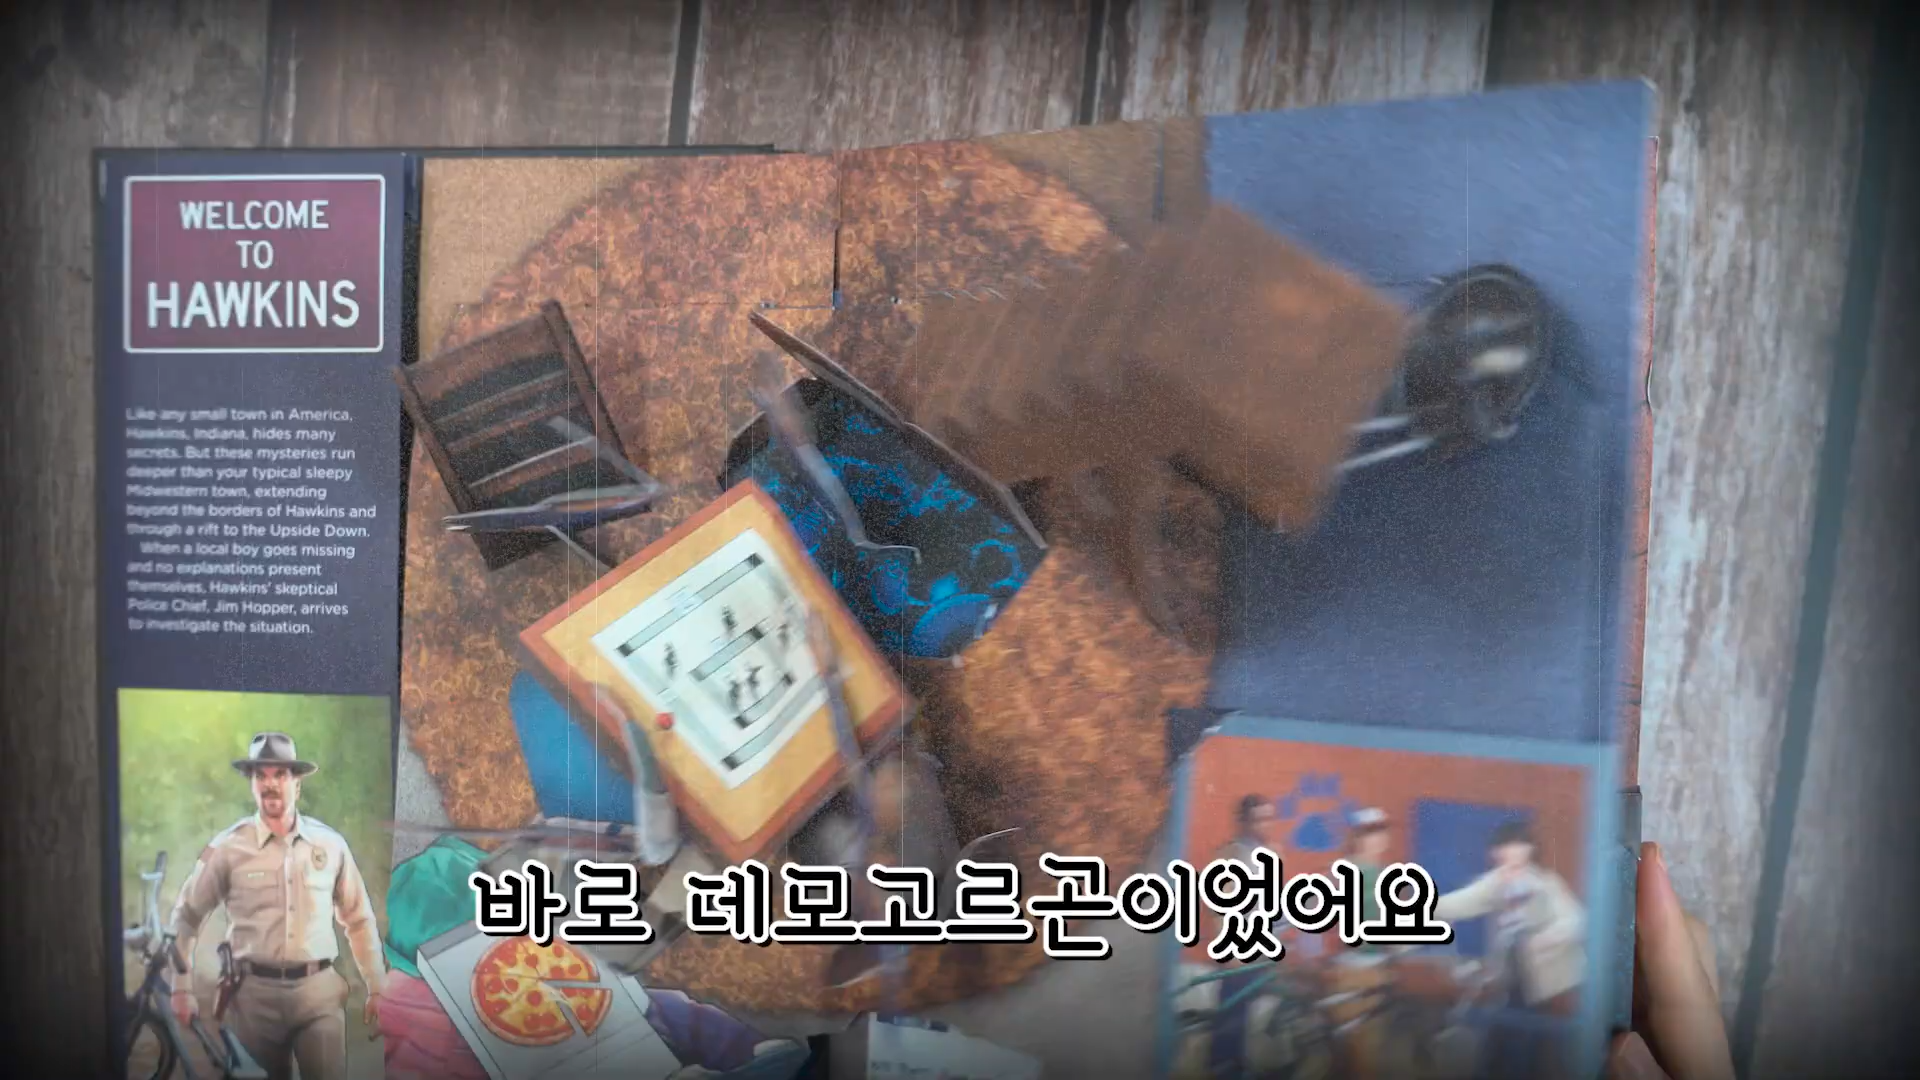 WELCOME
TO
HAWKINS
Like any small town in America,
Hawkins, Indiana, hides many
secrets. But these mysteries run
deeper than your typical sleepy
Midwestern town, extending
beyond the borders of Hawkins and
through a rift to the Upside Down.
When a local boy goes missing
and no explanations present
themselves, Hawkins' skeptical
Police Chief, Jim Hopper, arrives
to investigate the situation.
바로 데모고르곤이었어요